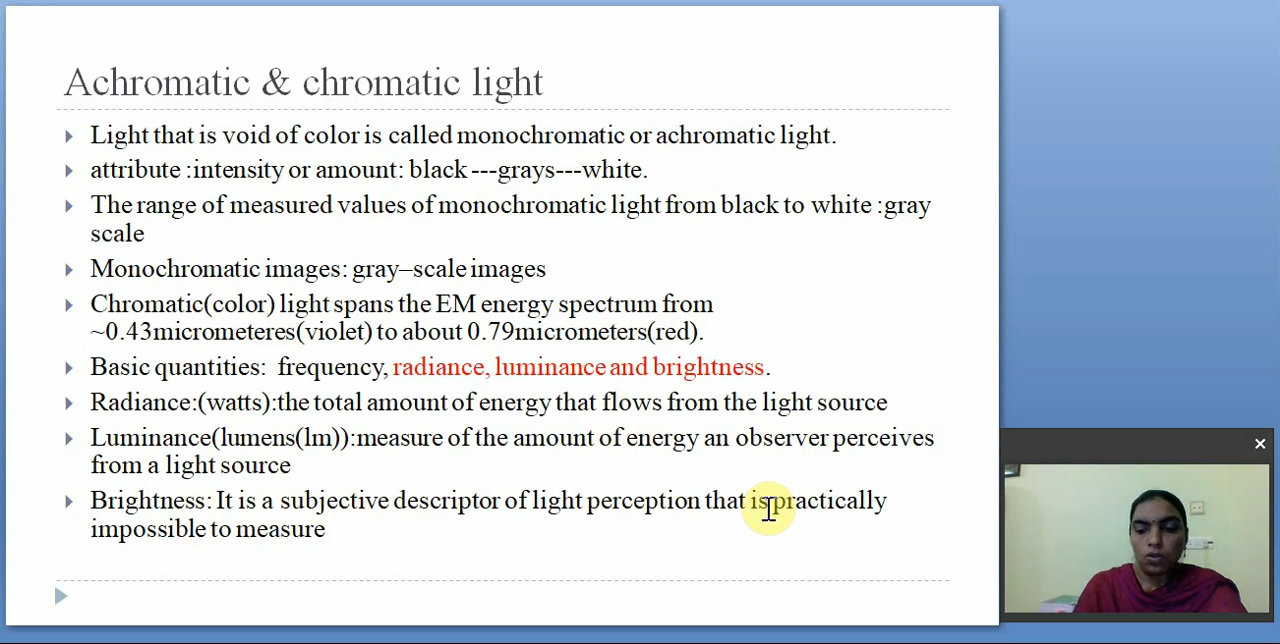 Achromatic & chromatic light
Light that is void of color is called monochromatic or achromatic light.
attribute :intensity or amount: black ---grays---white.
The range of measured values of monochromatic light from black to white :gray
scale
Monochromatic images: gray–scale images
Chromatic(color) light spans the EM energy spectrum from
~0.43micrometeres(violet) to about 0.79micrometers(red).
Basic quantities:  frequency, radiance, luminance and brightness.
Radiance:(watts):the total amount of energy that flows from the light source
Luminance(lumens(lm)):measure of the amount of energy an observer perceives
from a light source
Brightness: It is a subjective descriptor of light perception that is practically
impossible to measure